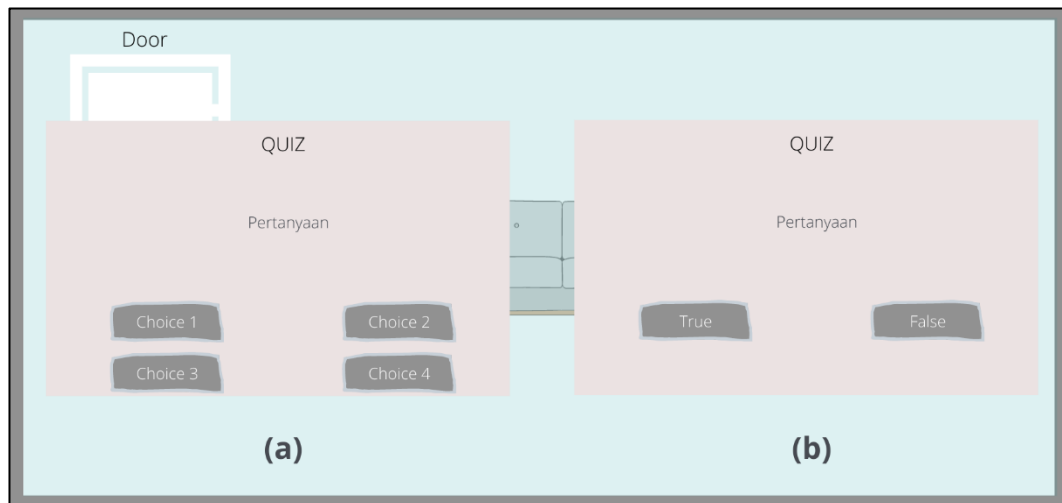 Door
QUIZ
Pertanyaan
Choice 1
Choice 2
Choice 3
Choice 4
(a)
QUIZ
Pertanyaan
True
False
(b)